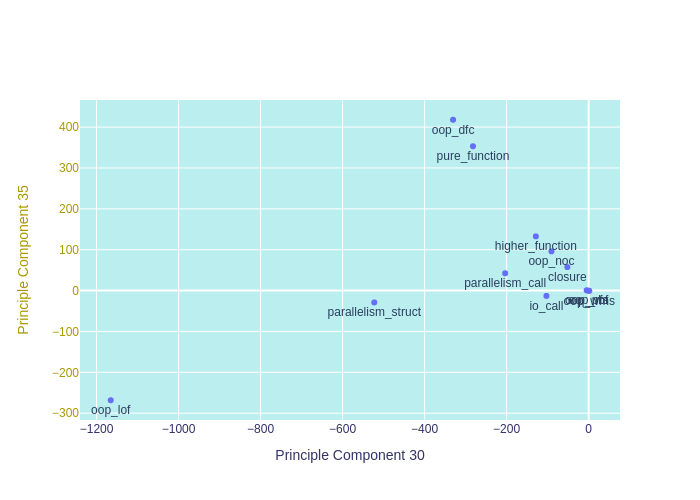 400
300
200
100
0
−100
−200
−300
Principle Component 35
oop_dfc
pure_function
higher_function
oop_noc
closure
parallelism_call
io_call
parallelism_struct
oop_lof
−1200
−1000
−800
−600
−400
−200
0
Principle Component 30